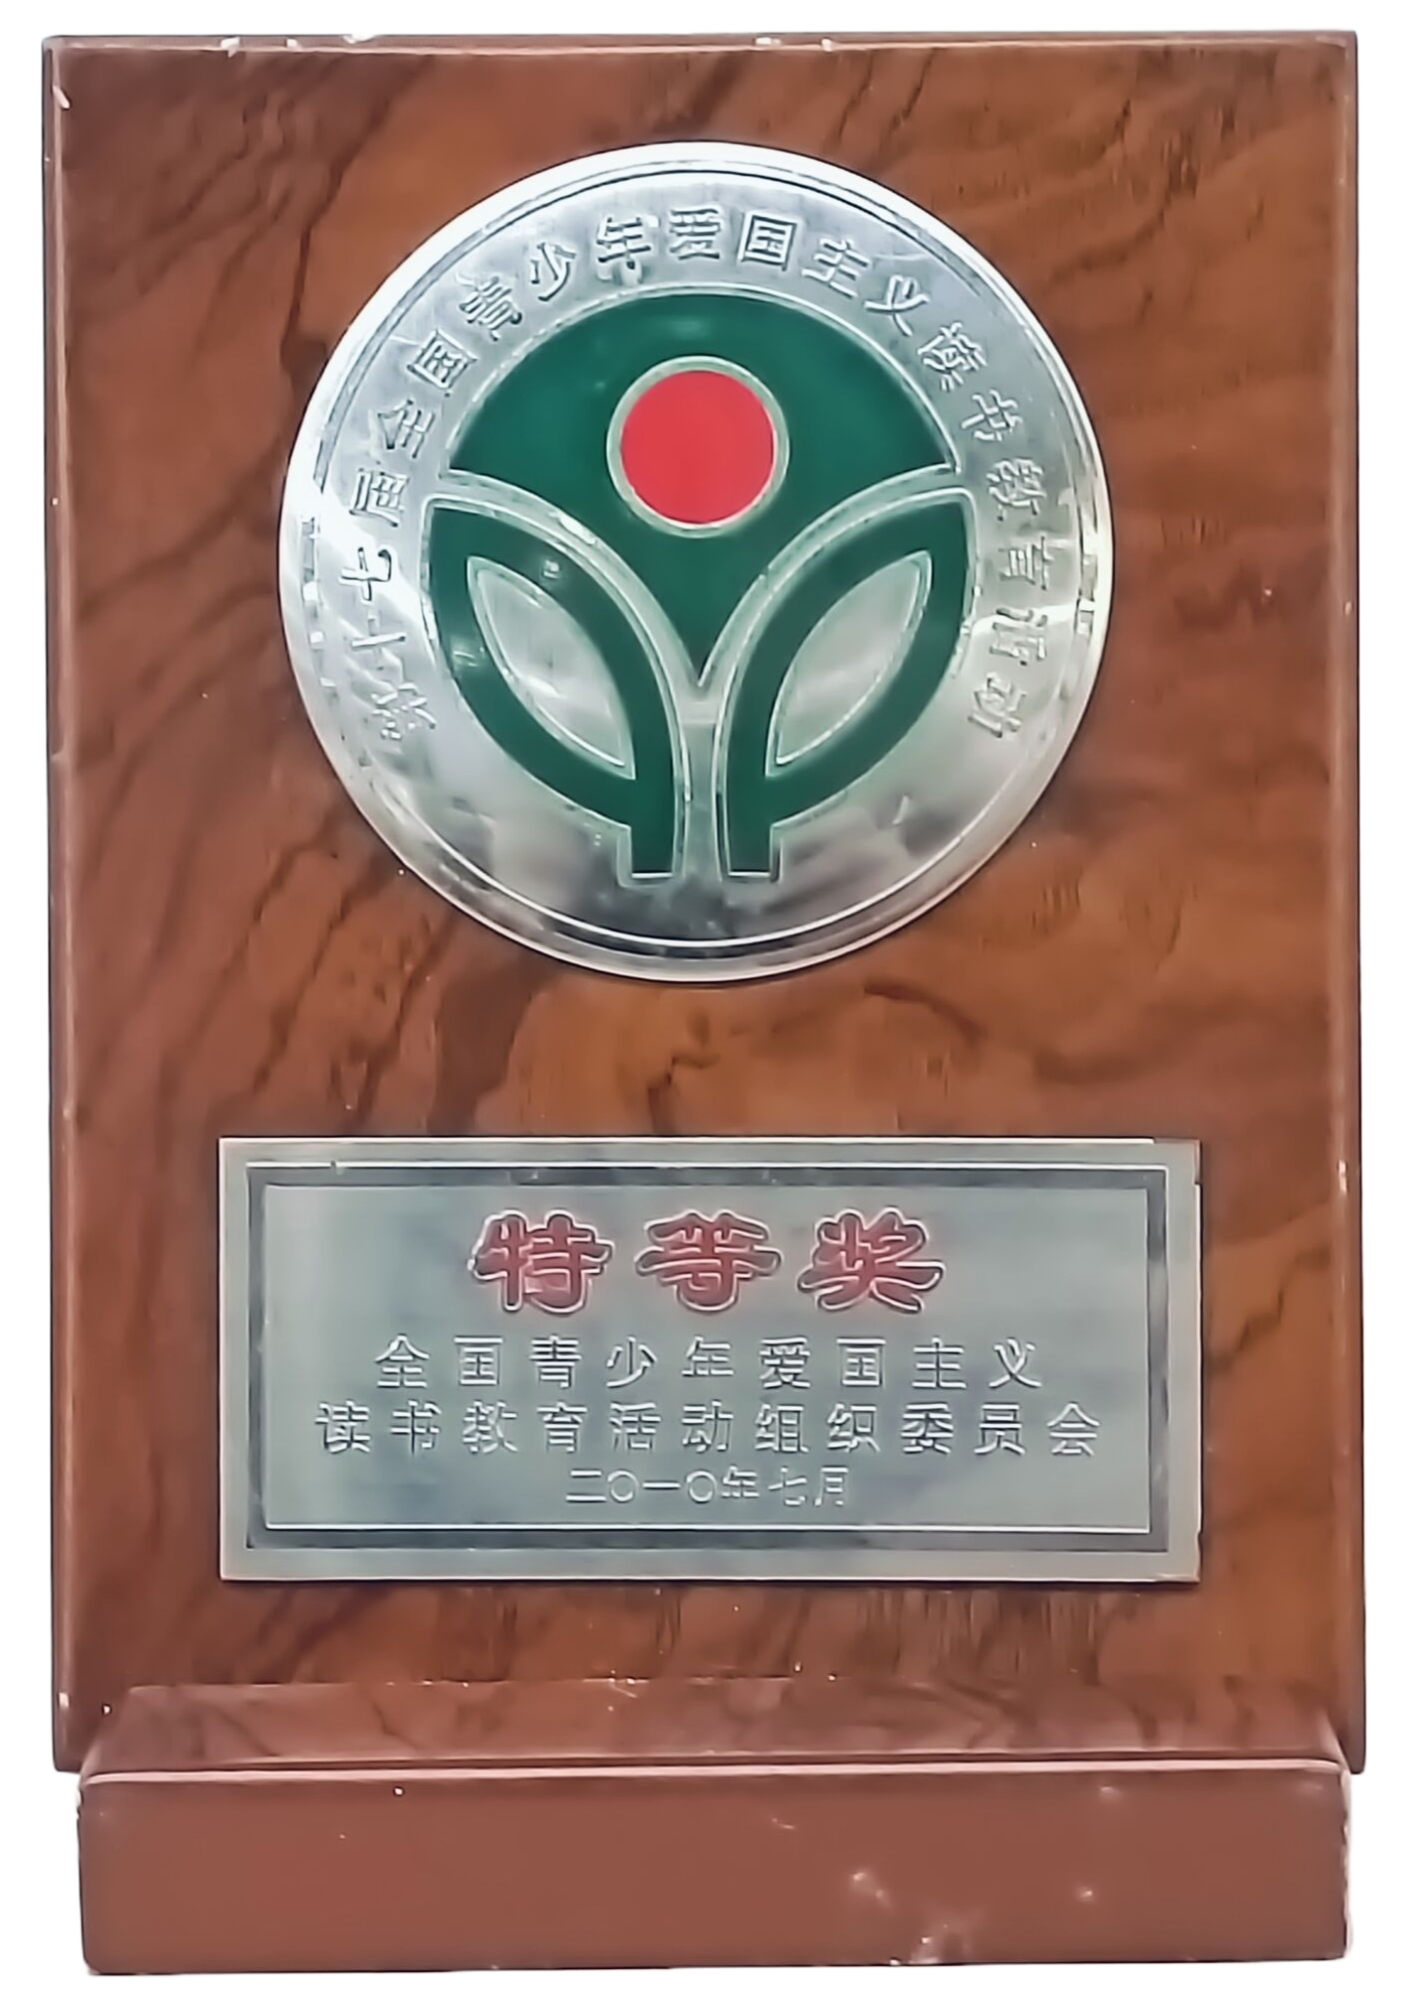 第十七届全国青少年爱国主义读书教育活动
特等奖
全国青少年爱国主义
读书教育活动组织委员会
二〇一〇年七月